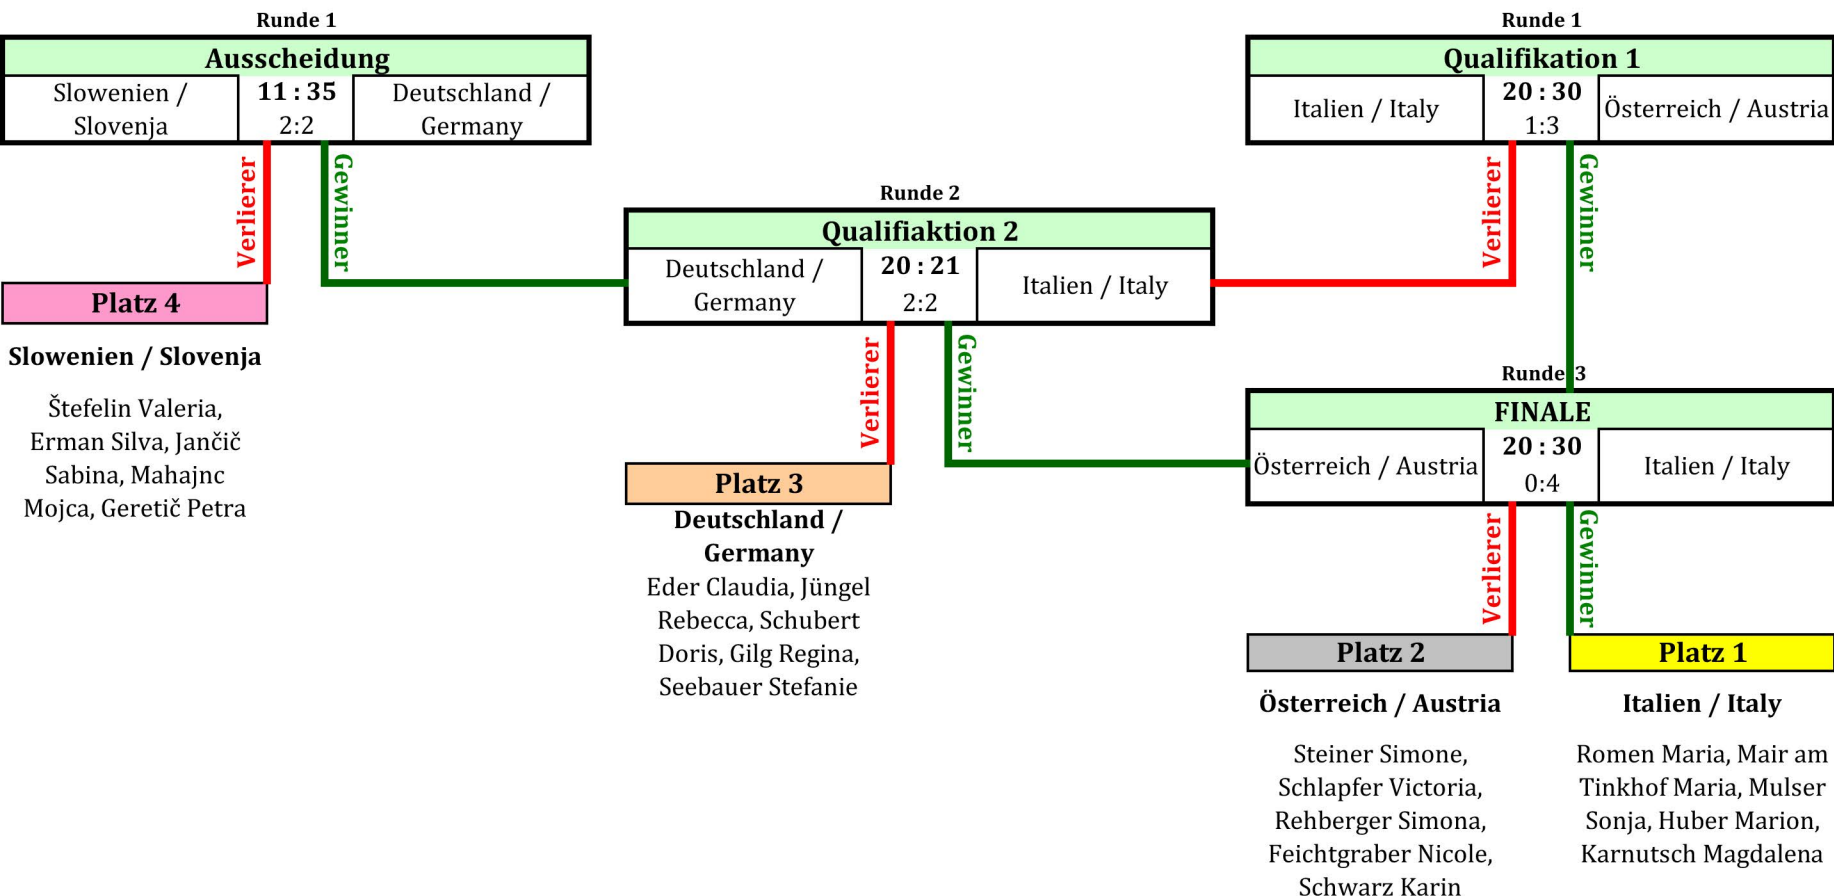 Runde 1
Ausscheidung
Slowenien /
Slovenja
11 : 35
2:2
Deutschland /
Germany
Verlierer
Gewinner
Platz 4
Slowenien / Slovenja
Štefelin Valeria,
Erman Silva, Jančič
Sabina, Mahajnc
Mojca, Geretič Petra
Runde 2
Qualifiaktion 2
Deutschland /
Germany
20 : 21
2:2
Italien / Italy
Verlierer
Gewinner
Platz 3
Deutschland /
Germany
Eder Claudia, Jüngel
Rebecca, Schubert
Doris, Gilg Regina,
Seebauer Stefanie
Runde 1
Qualifikation 1
Italien / Italy
20 : 30
1:3
Österreich / Austria
Verlierer
Gewinner
Runde 3
FINALE
Österreich / Austria
20 : 30
0:4
Italien / Italy
Verlierer
Gewinner
Platz 2
Österreich / Austria
Steiner Simone,
Schlapfer Victoria,
Rehberger Simona,
Feichtgraber Nicole,
Schwarz Karin
Platz 1
Italien / Italy
Romen Maria, Mair am
Tinkhof Maria, Mulser
Sonja, Huber Marion,
Karnutsch Magdalena